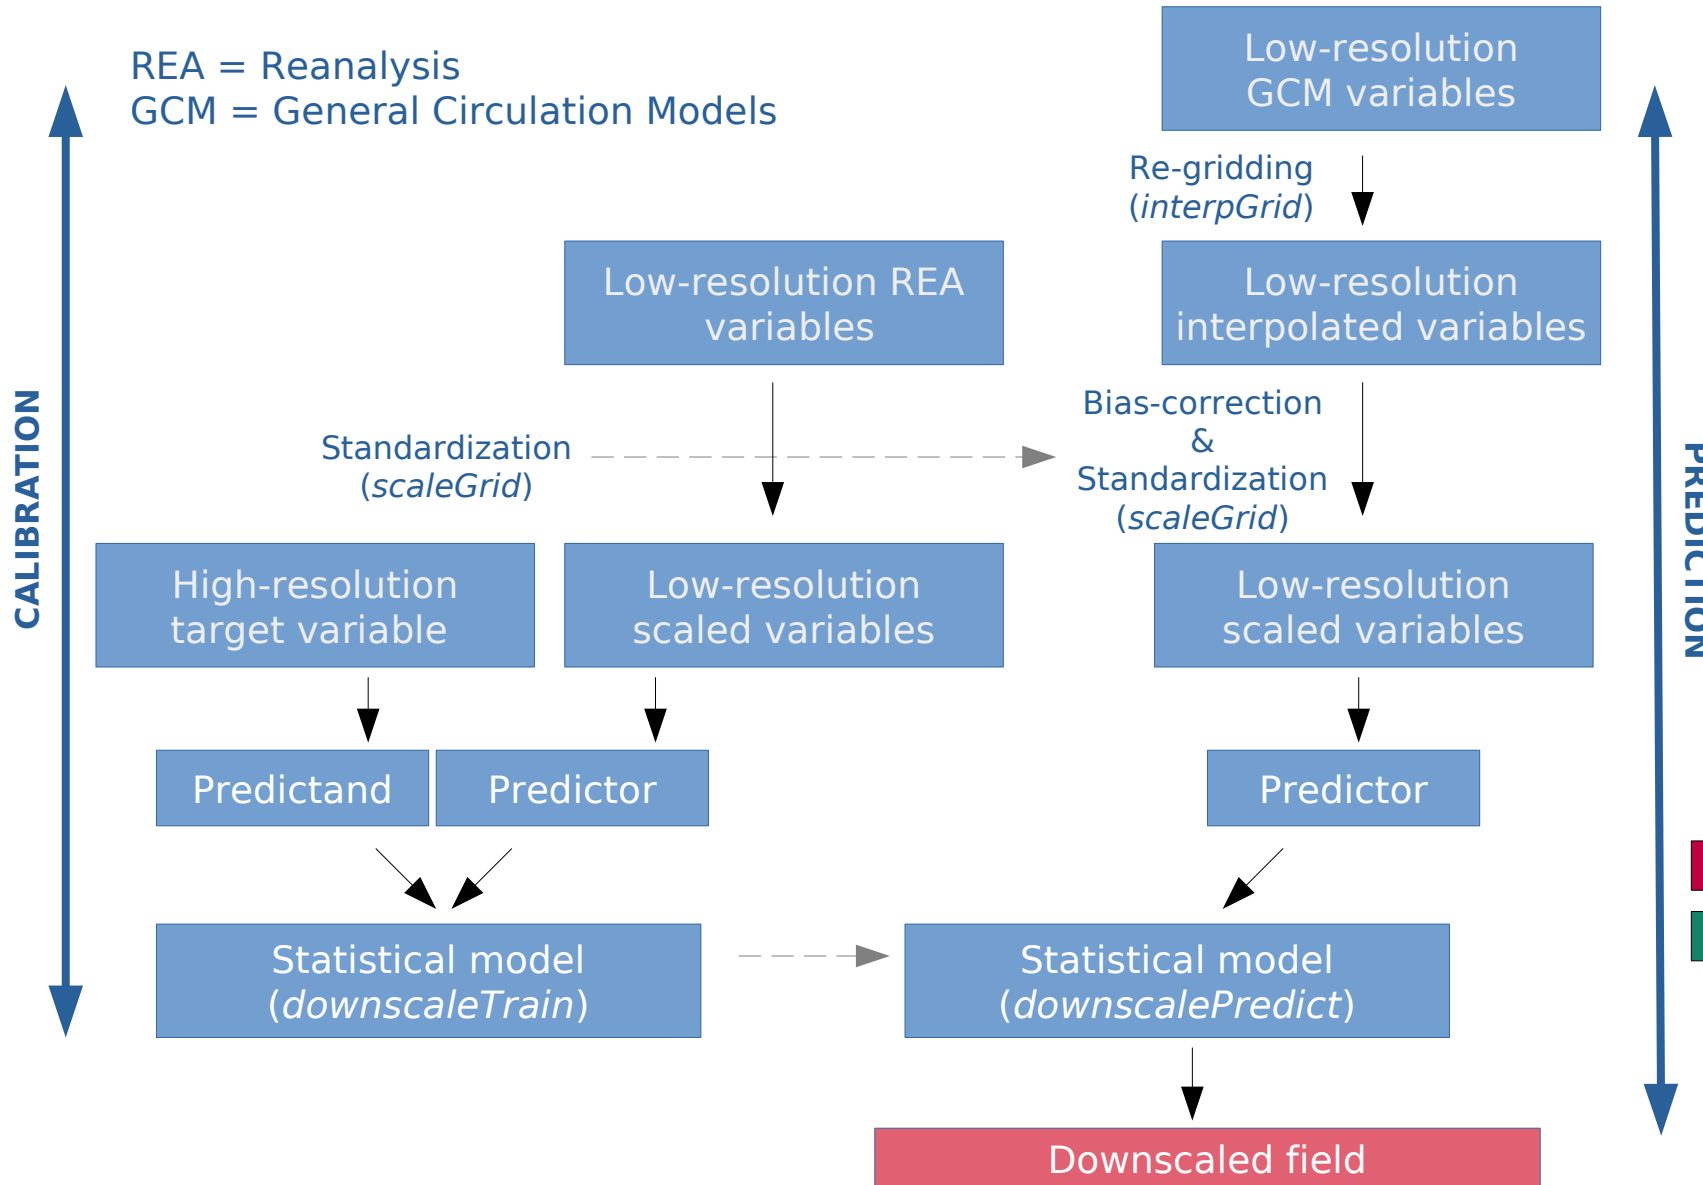 REA = Reanalysis
GCM = General Circulation Models
Low-resolution
GCM variables
Re-gridding
(interpGrid)
Low-resolution REA
variables
Low-resolution
interpolated variables
CALIBRATION
Standardization
(scaleGrid)
Bias-correction
&
Standardization
(scaleGrid)
PREDICTION
High-resolution
target variable
Low-resolution
scaled variables
Low-resolution
scaled variables
Predictand
Predictor
Predictor
Statistical model
(downscaleTrain)
Statistical model
(downscalePredict)
Downscaled field